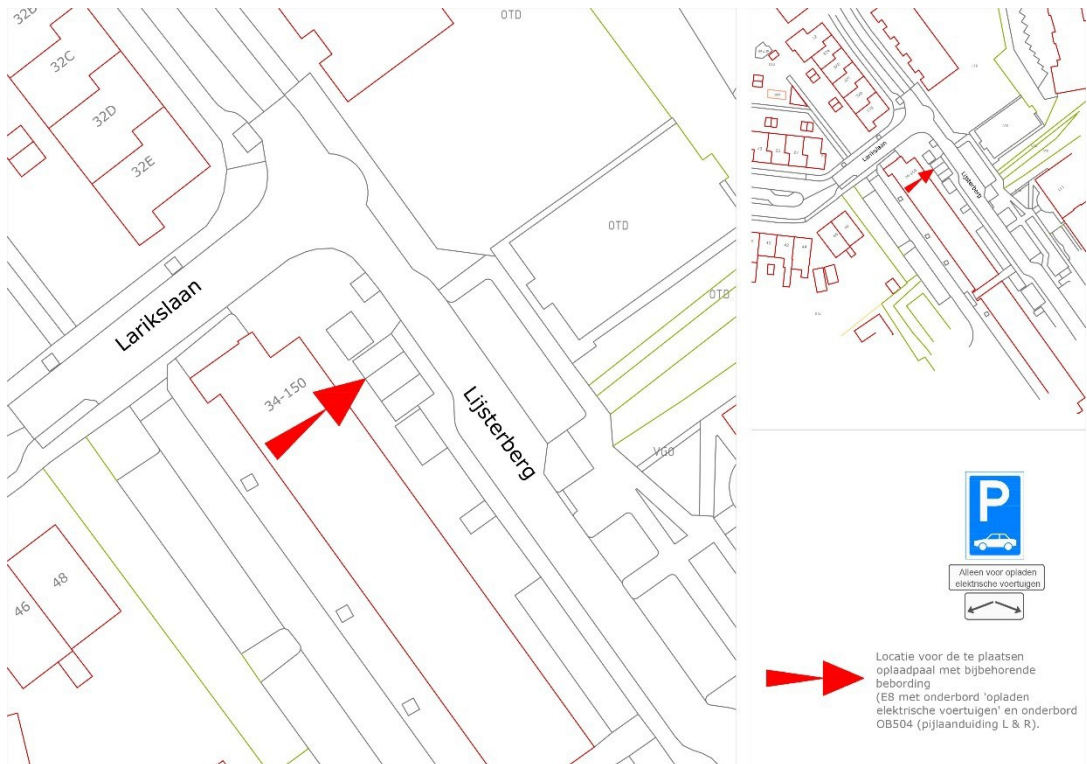 32B
32C
32D
32E
OTD
OTD
OTD
Larikslaan
34-150
Lijsterberg
VGO
48
46
Larikslaan
Lijsterberg
P
Alleen voor opladen
elektrische voertuigen
Locatie voor de te plaatsen
oplaadpaal met bijbehorende
bebording
(E8 met onderbord 'opladen
elektrische voertuigen' en onderbord
OB504 (pijlaanduiding L & R).